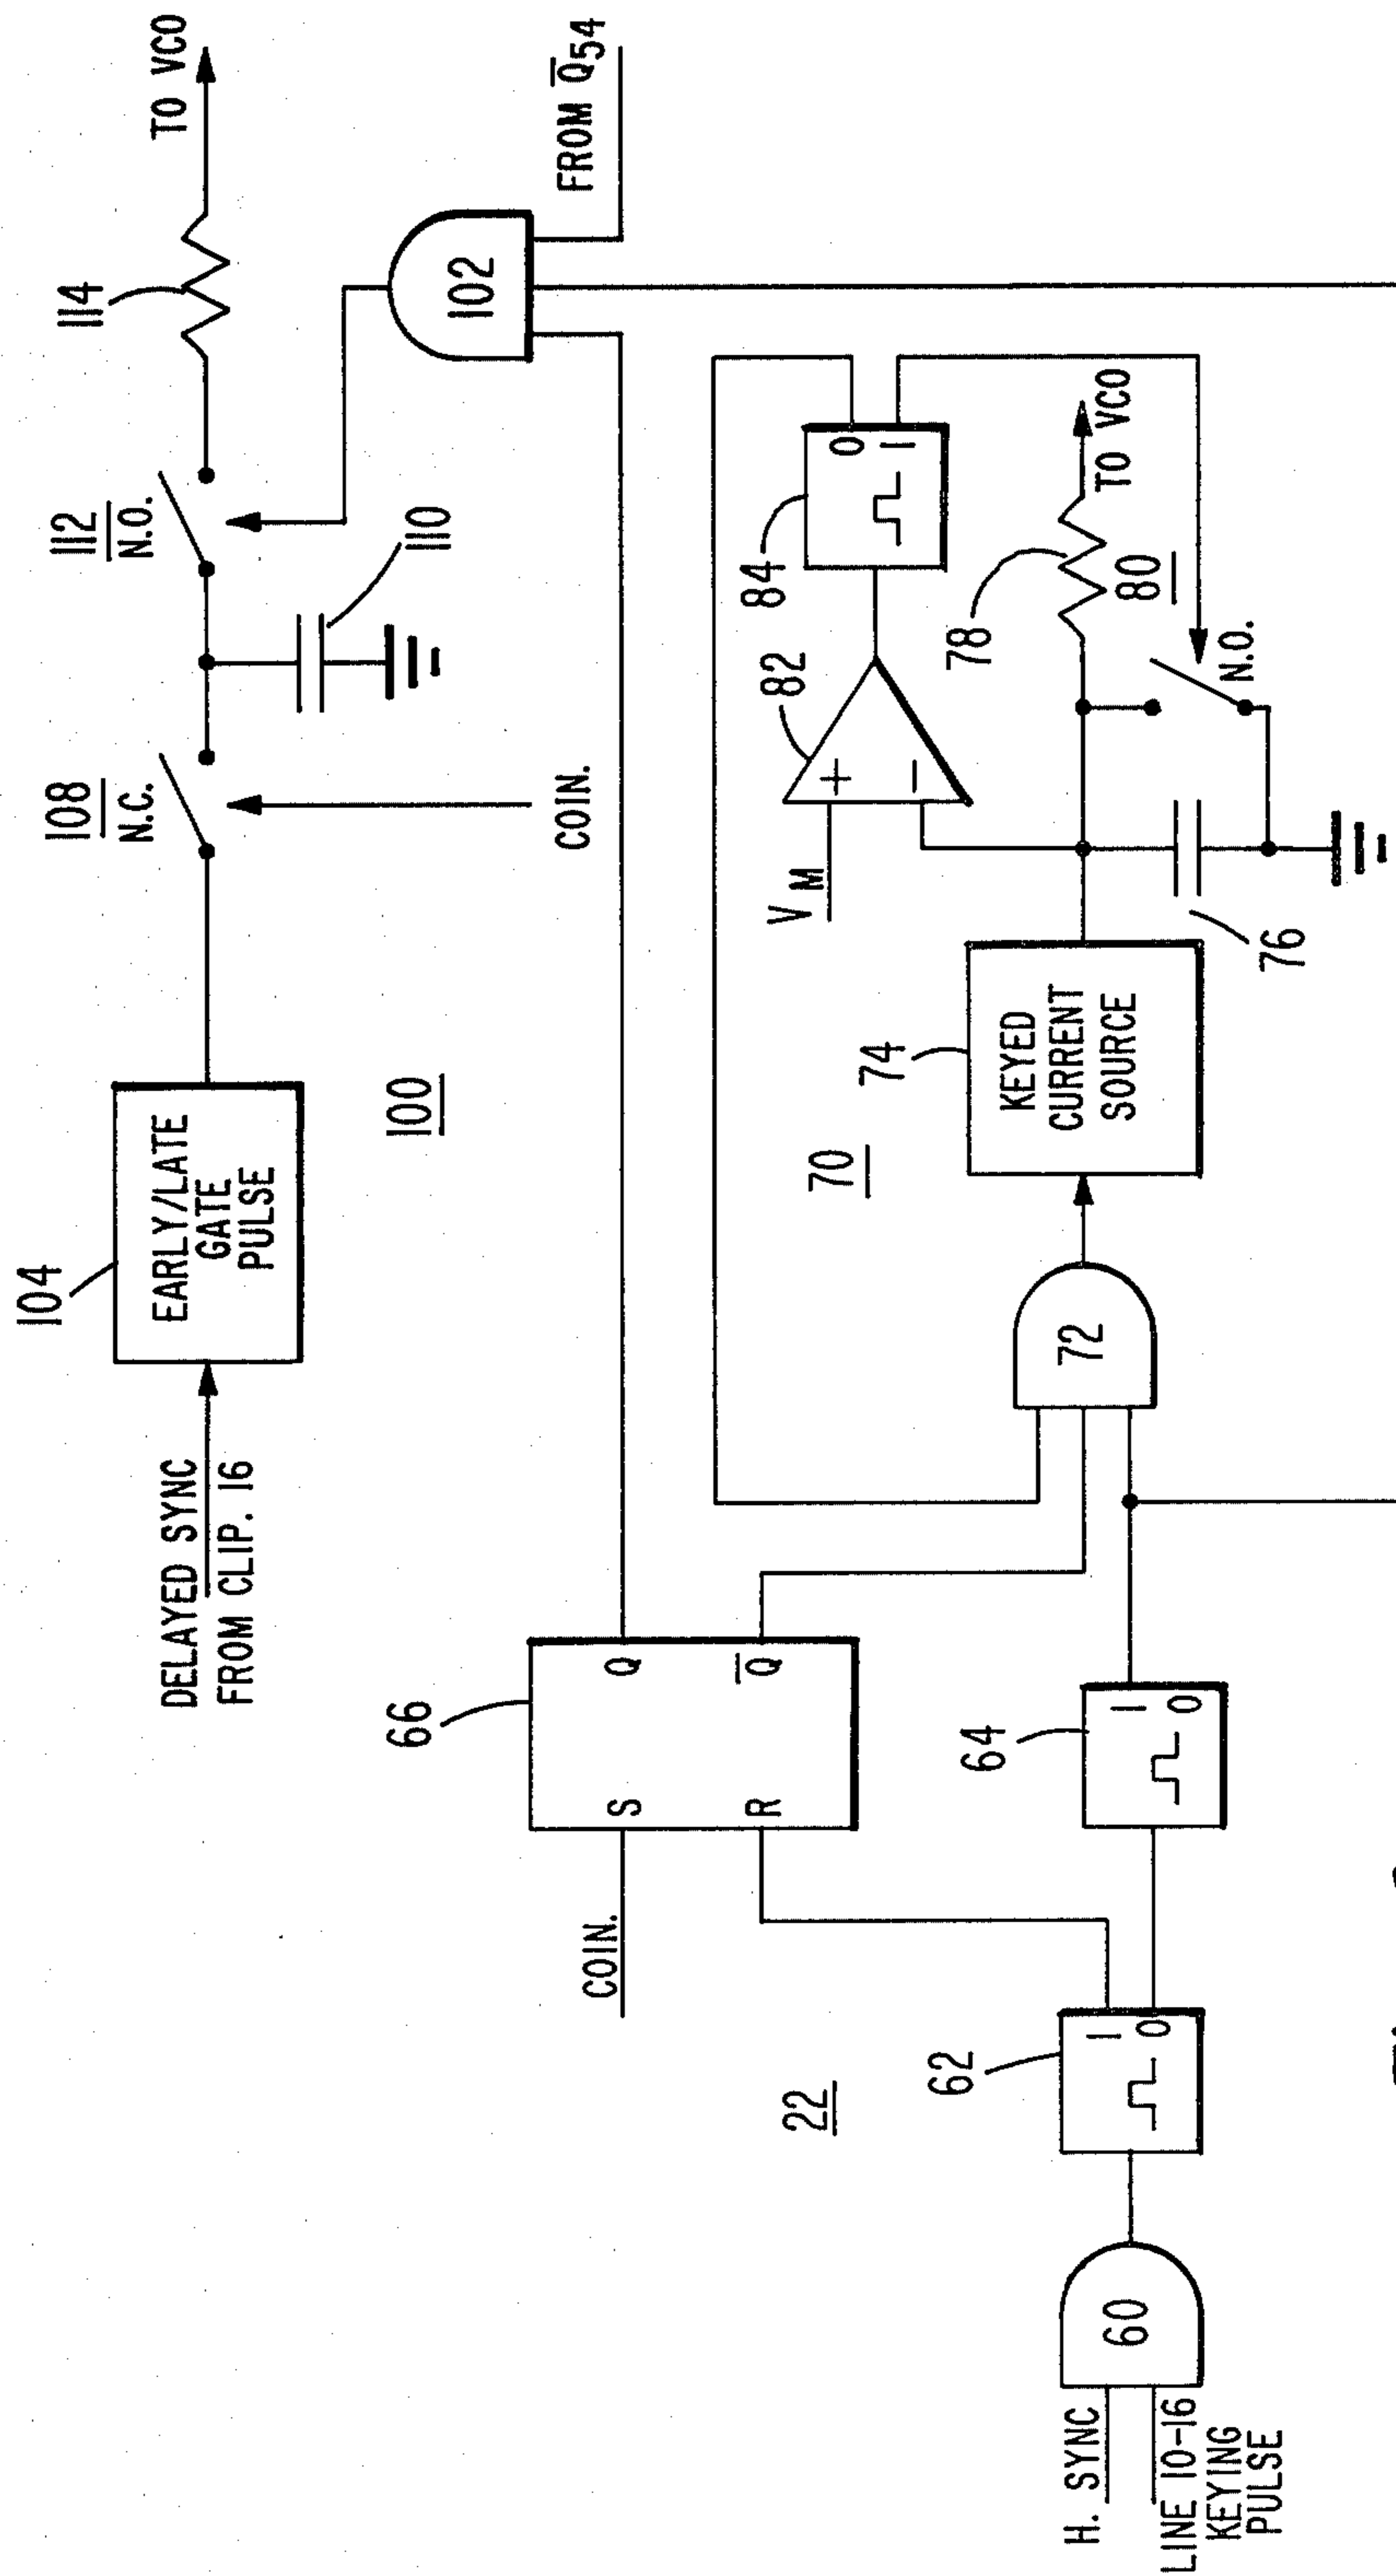 104
EARLY/LATE
GATE
PULSE
DELAYED SYNC
FROM CLIP. 16
108
N.C.
COIN.
112
N.O.
110
114
TO VCO
100
102
FROM Q̅54
66
S
Q
R
Q̅
COIN.
22
H. SYNC
LINE 10-16
KEYING
PULSE
60
62
1
0
64
1
0
70
72
74
KEYED
CURRENT
SOURCE
76
VM
82
+
−
84
0
1
78
TO VCO
80
N.O.